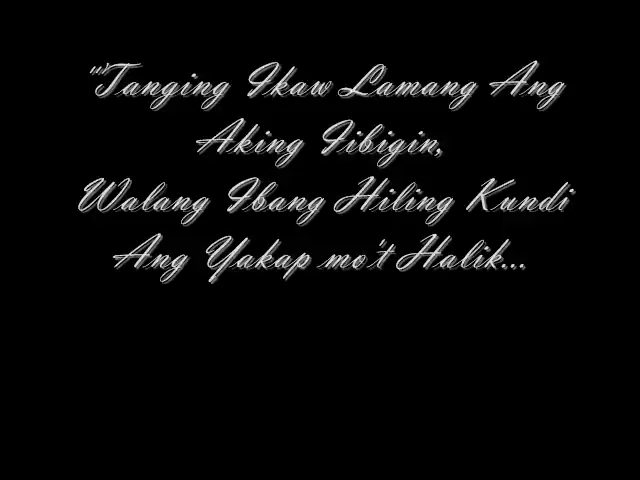 "Tanging Ikaw Lamang Ang
Aking Iibigin,
Walang Ibang Hiling Kundi
Ang Yakap mo't Halik...